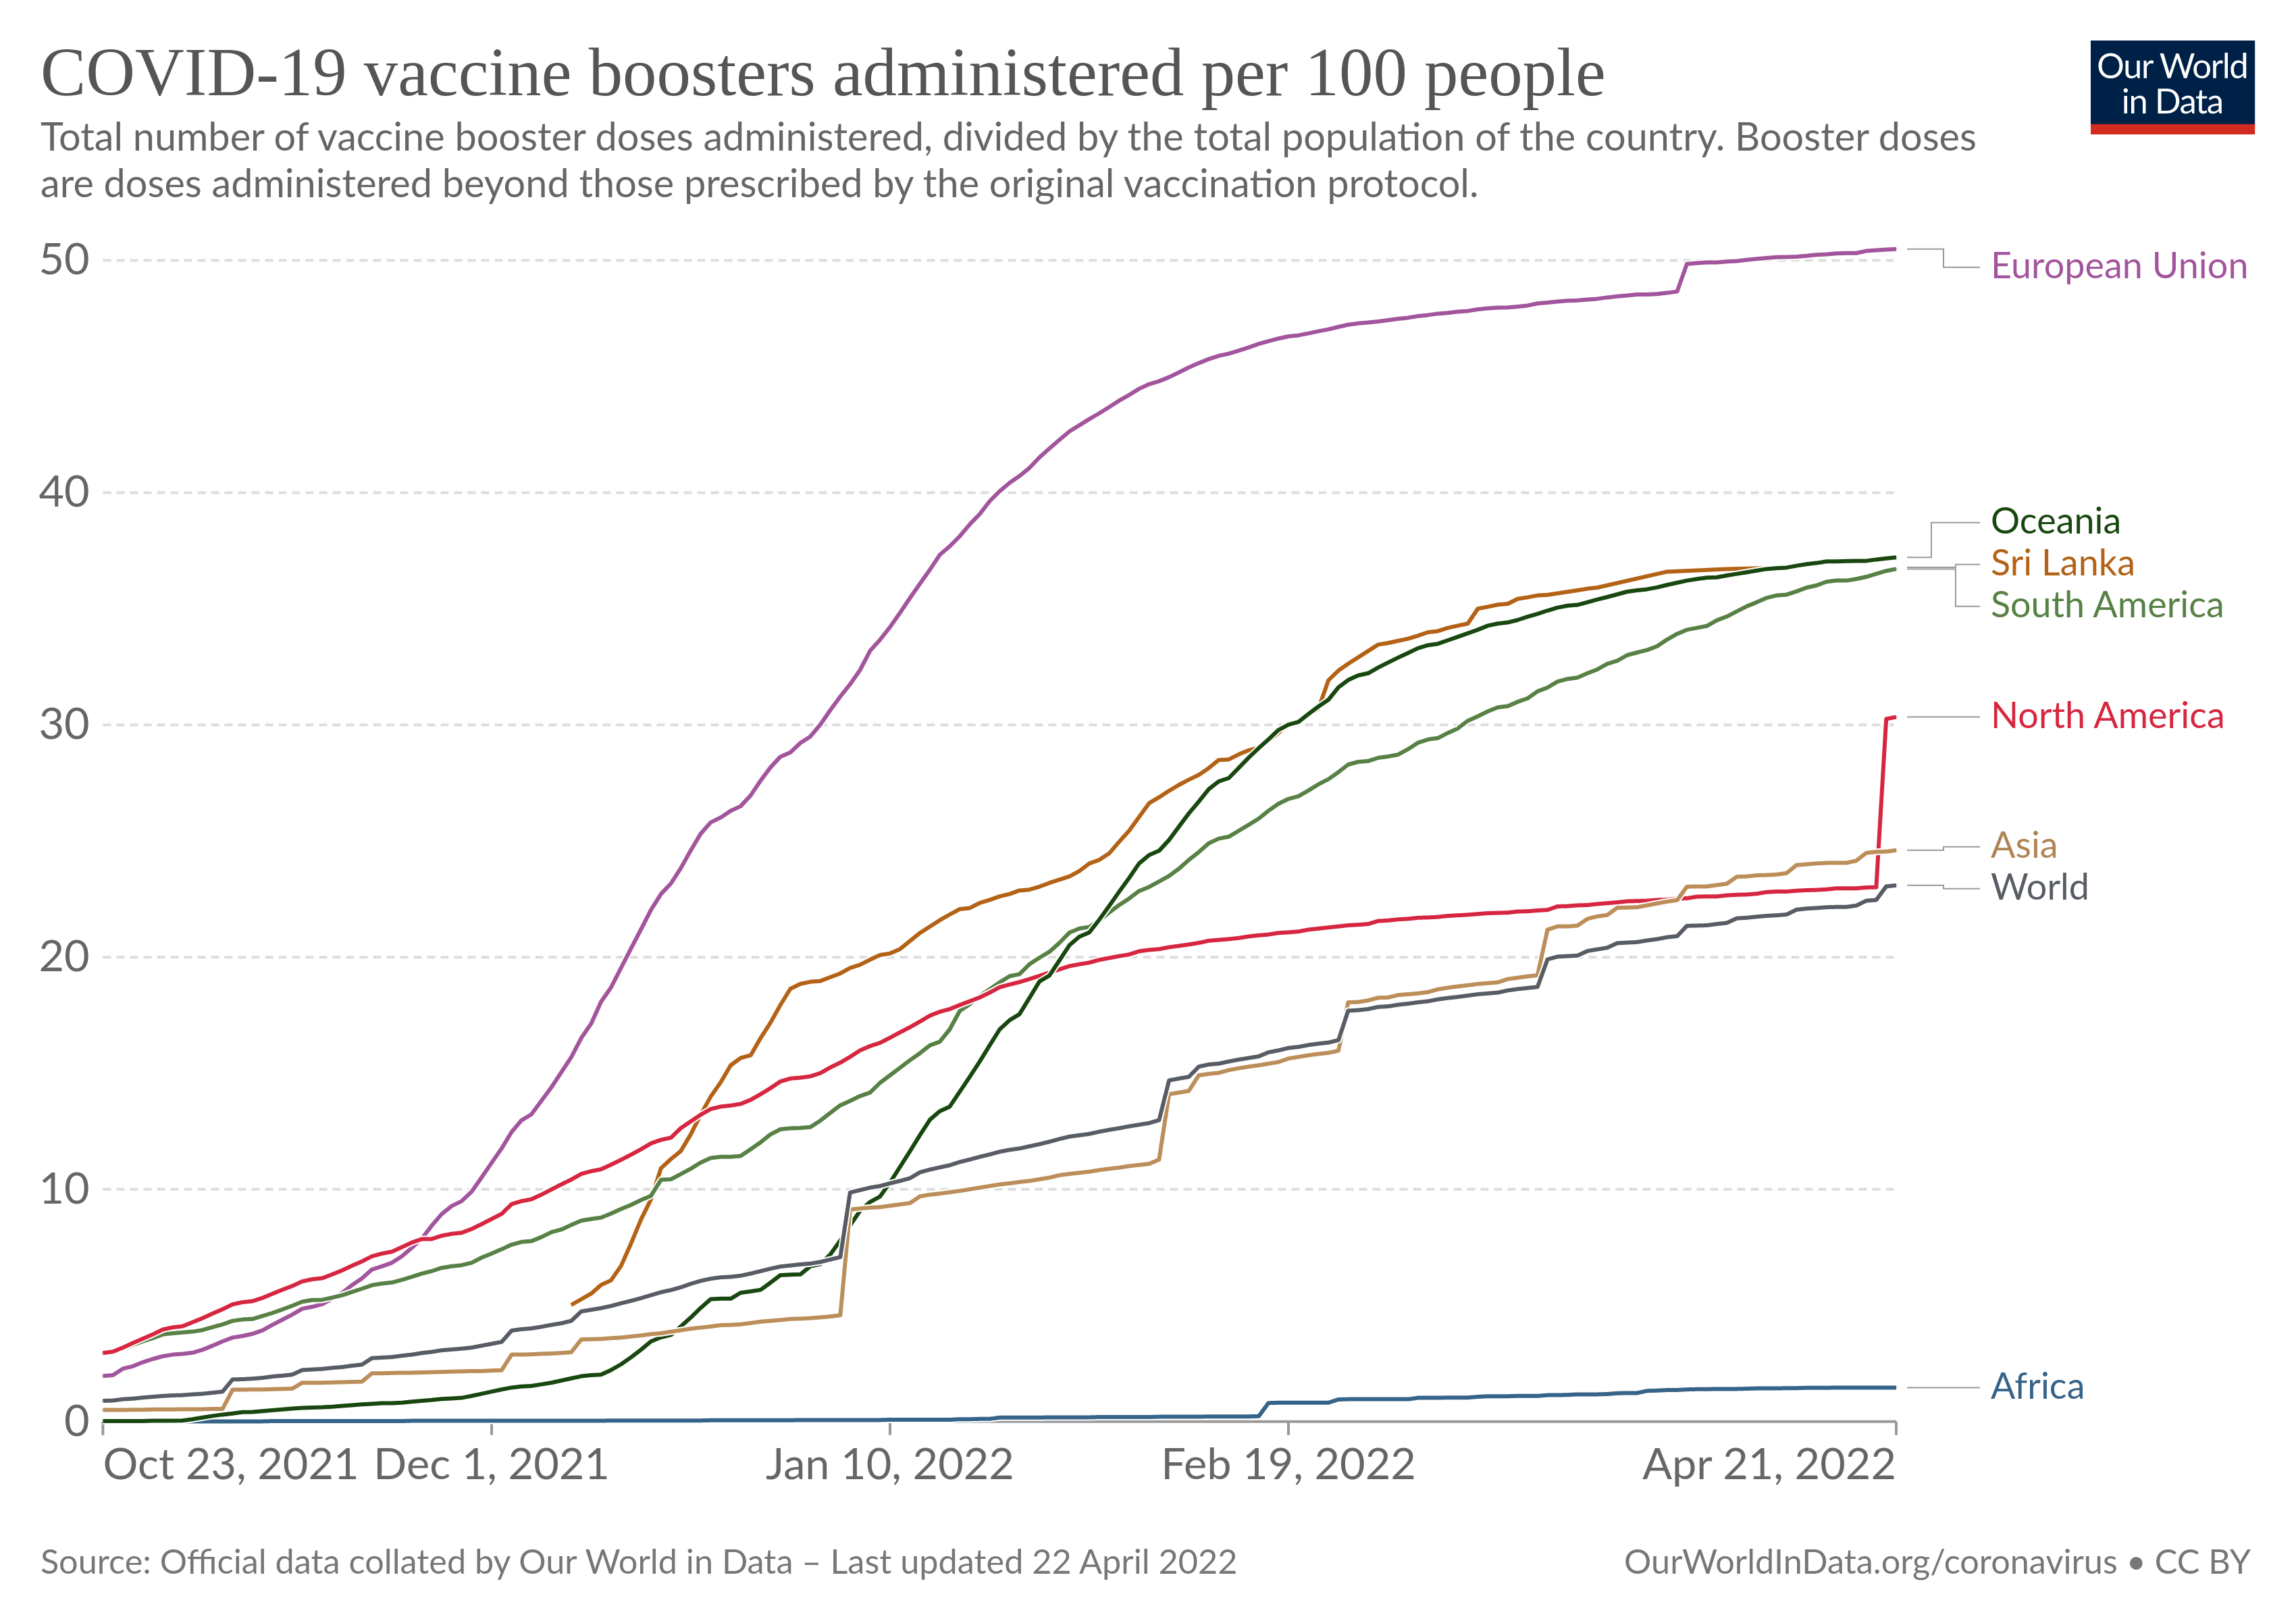 COVID-19 vaccine boosters administered per 100 people
Our World
in Data
Total number of vaccine booster doses administered, divided by the total population of the country. Booster doses
are doses administered beyond those prescribed by the original vaccination protocol.
50
European Union
40
Oceania
Sri Lanka
South America
30
North America
Asia
World
20
10
Africa
0
Oct 23, 2021 Dec 1, 2021 Jan 10, 2022 Feb 19, 2022 Apr 21, 2022
Source: Official data collated by Our World in Data – Last updated 22 April 2022
OurWorldInData.org/coronavirus • CC BY